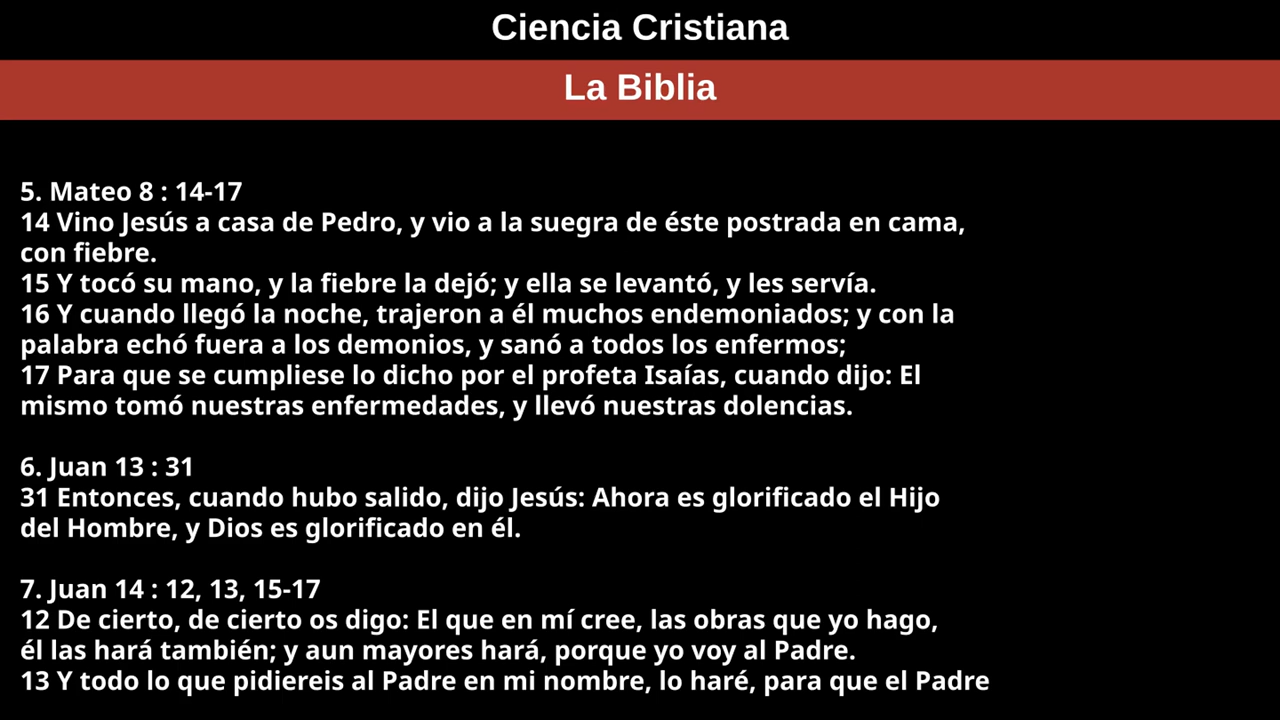 Ciencia Cristiana
La Biblia
5. Mateo 8 : 14-17
14 Vino Jesús a casa de Pedro, y vio a la suegra de éste postrada en cama,
con fiebre.
15 Y tocó su mano, y la fiebre la dejó; y ella se levantó, y les servía.
16 Y cuando llegó la noche, trajeron a él muchos endemoniados; y con la
palabra echó fuera a los demonios, y sanó a todos los enfermos;
17 Para que se cumpliese lo dicho por el profeta Isaías, cuando dijo: El
mismo tomó nuestras enfermedades, y llevó nuestras dolencias.
6. Juan 13 : 31
31 Entonces, cuando hubo salido, dijo Jesús: Ahora es glorificado el Hijo
del Hombre, y Dios es glorificado en él.
7. Juan 14 : 12, 13, 15-17
12 De cierto, de cierto os digo: El que en mí cree, las obras que yo hago,
él las hará también; y aun mayores hará, porque yo voy al Padre.
13 Y todo lo que pidiereis al Padre en mi nombre, lo haré, para que el Padre